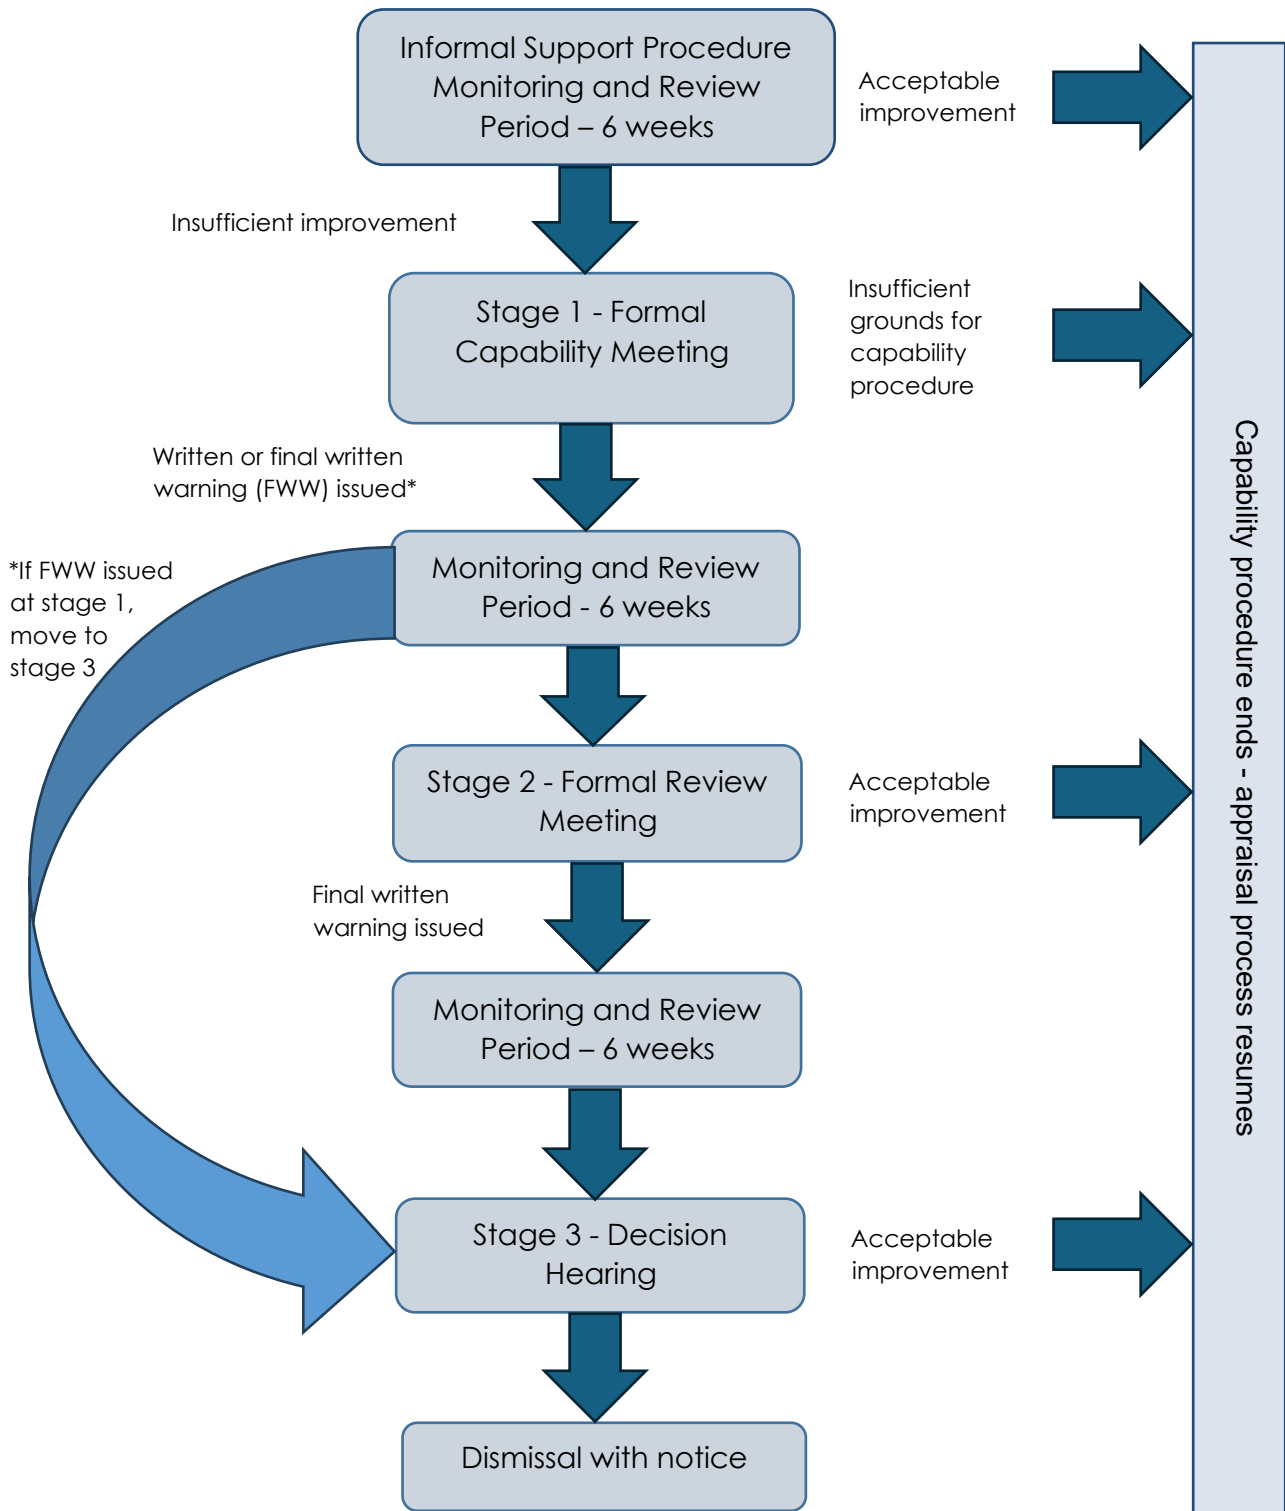 Informal Support Procedure
Monitoring and Review
Period – 6 weeks
Acceptable
improvement
Insufficient improvement
Stage 1 - Formal
Capability Meeting
Insufficient
grounds for
capability
procedure
Written or final written
warning (FWW) issued*
*If FWW issued
at stage 1,
move to
stage 3
Monitoring and Review
Period - 6 weeks
Stage 2 - Formal Review
Meeting
Acceptable
improvement
Final written
warning issued
Monitoring and Review
Period – 6 weeks
Stage 3 - Decision
Hearing
Acceptable
improvement
Dismissal with notice
Capability procedure ends - appraisal process resumes